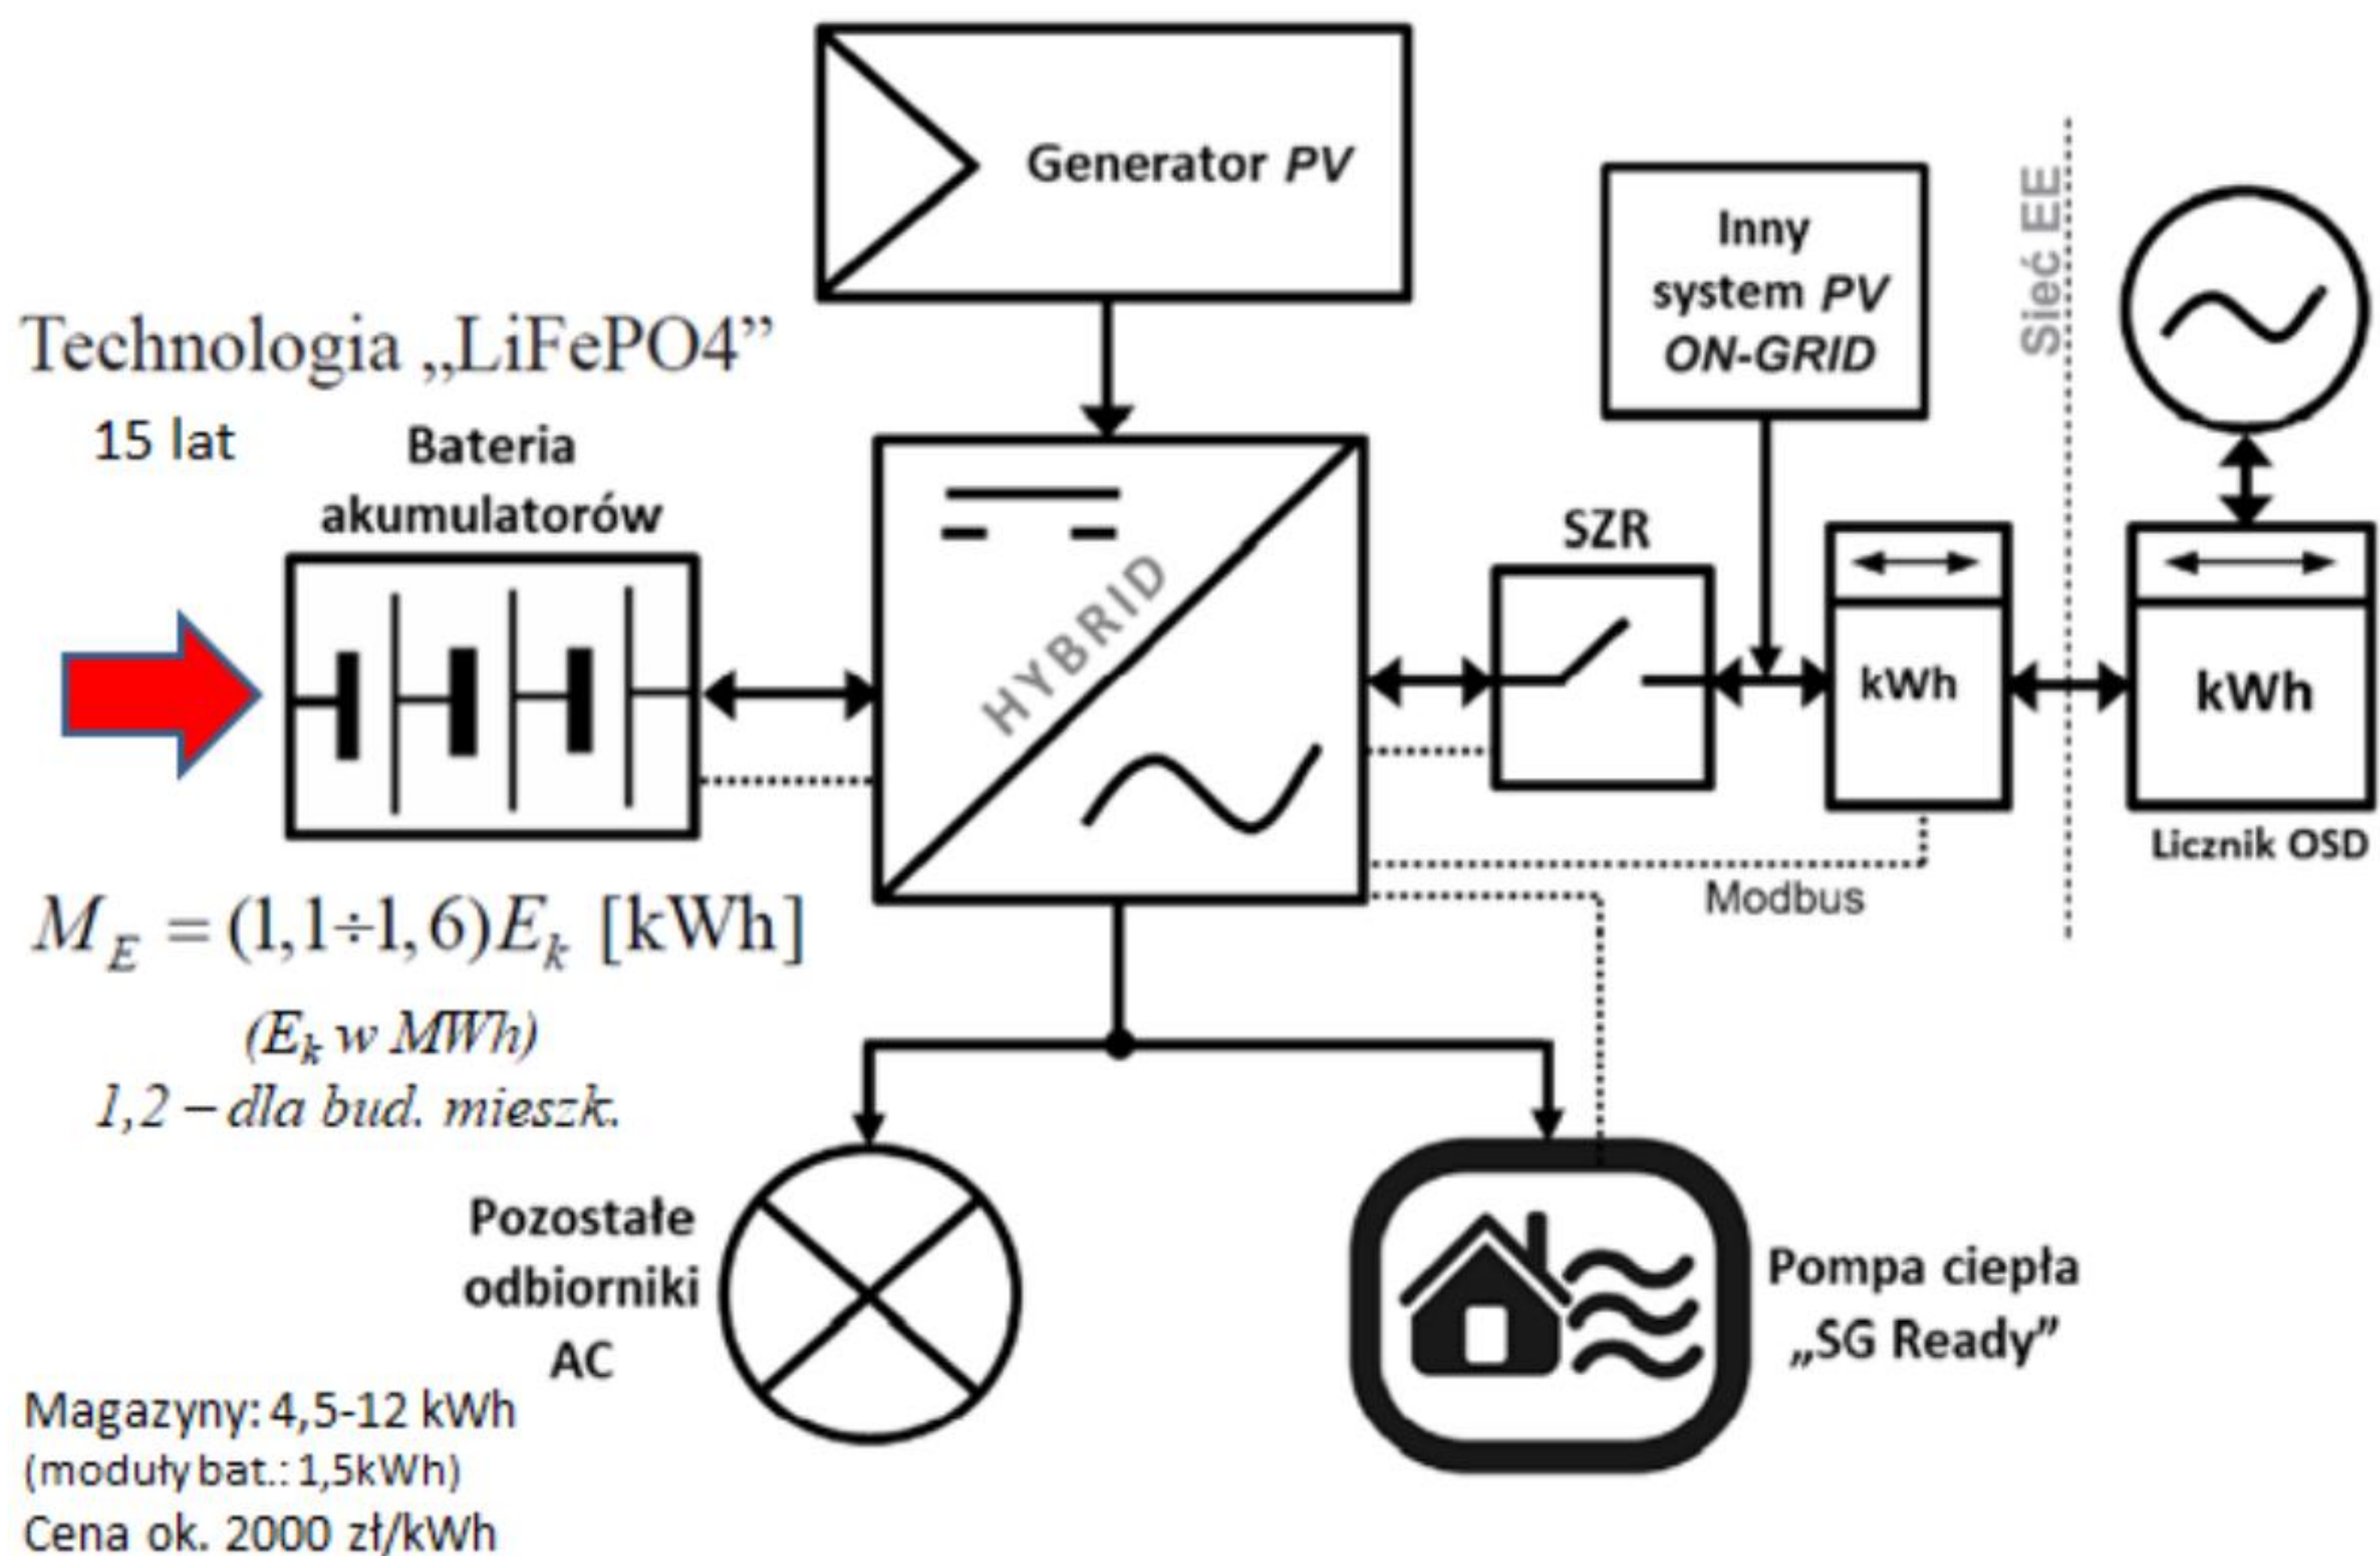 Generator PV
Inny
system PV
ON-GRID
Sieć EE
Technologia „LiFePO4”
15 lat
Bateria
akumulatorów
HYBRID
SZR
kWh
kWh
Licznik OSD
Modbus
M_E = (1,1÷1,6)E_k [kWh]
(E_k w MWh)
1,2 – dla bud. mieszk.
Pozostałe
odbiorniki
AC
Pompa ciepła
„SG Ready”
Magazyny: 4,5-12 kWh
(moduły bat.: 1,5kWh)
Cena ok. 2000 zł/kWh